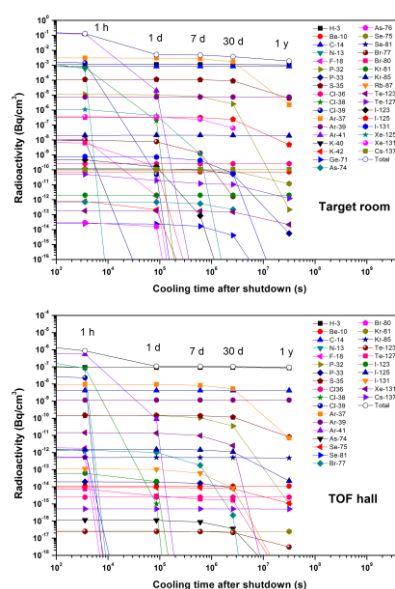 10⁰
10⁻¹
10⁻²
10⁻³
10⁻⁴
10⁻⁵
10⁻⁶
10⁻⁷
10⁻⁸
10⁻⁹
10⁻¹⁰
10⁻¹¹
10⁻¹²
10⁻¹³
10⁻¹⁴
10⁻¹⁵
10⁻¹⁶
Radioactivity (Bq/cm³)
1 h
1 d
7 d
30 d
1 y
H-3
Be-10
C-14
N-13
F-18
P-32
P-33
S-35
Cl-36
Cl-38
Cl-39
Ar-37
Ar-39
Ar-41
K-40
K-42
Ge-71
As-74
As-76
Se-75
Se-81
Br-77
Br-80
Kr-81
Kr-85
Rb-87
Te-123
Te-127
I-123
I-125
I-131
Xe-125
Xe-131
Cs-137
Total
Target room
10³
10⁴
10⁵
10⁶
10⁷
10⁸
10⁹
Cooling time after shutdown (s)
10⁻⁴
10⁻⁵
10⁻⁶
10⁻⁷
10⁻⁸
10⁻⁹
10⁻¹⁰
10⁻¹¹
10⁻¹²
10⁻¹³
10⁻¹⁴
10⁻¹⁵
10⁻¹⁶
10⁻¹⁷
10⁻¹⁸
Radioactivity (Bq/cm³)
1 h
1 d
7 d
30 d
1 y
H-3
Be-10
C-14
N-13
F-18
P-32
P-33
S-35
Cl36
Cl-38
Cl-39
Ar-37
Ar-39
Ar-41
As-74
Se-75
Se-81
Br-77
Br-80
Kr-81
Kr-85
Te-123
Te-127
I-123
I-125
I-131
Xe-125
Xe-131
Cs-137
Total
TOF hall
10³
10⁴
10⁵
10⁶
10⁷
10⁸
10⁹
Cooling time after shutdown (s)